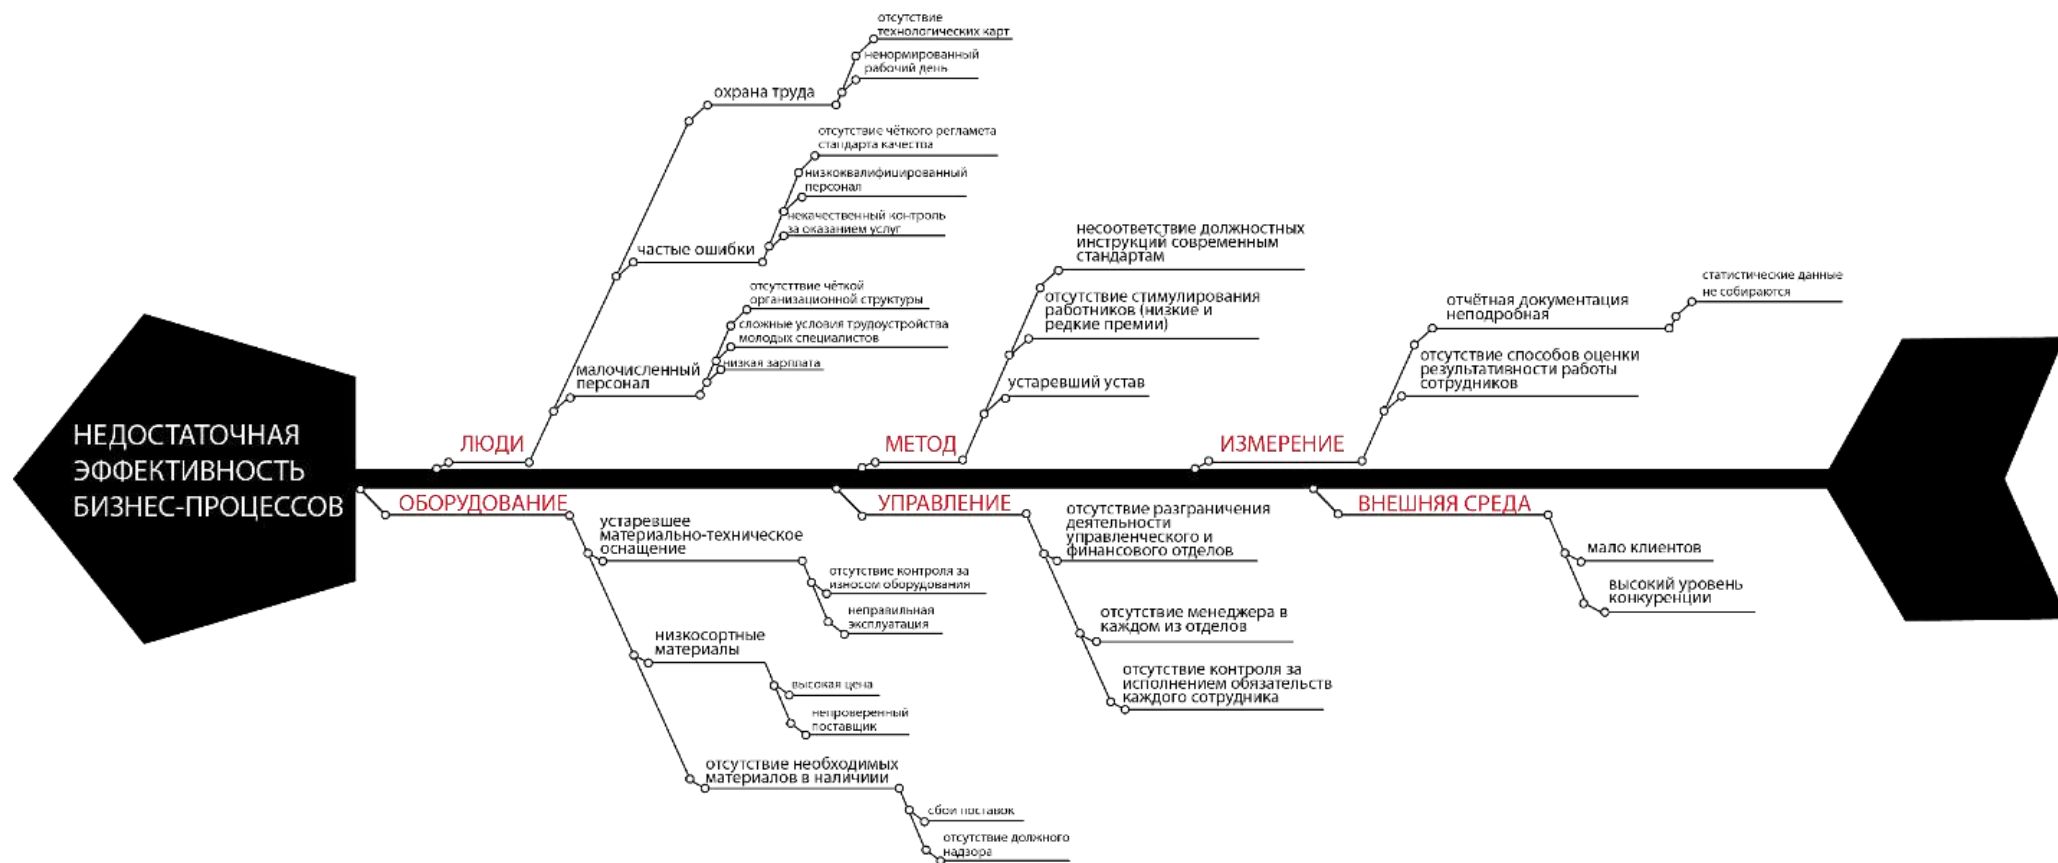 НЕДОСТАТОЧНАЯ
ЭФФЕКТИВНОСТЬ
БИЗНЕС-ПРОЦЕССОВ
ЛЮДИ
охрана труда
отсутствие
технологических карт
ненормированный
рабочий день
частые ошибки
отсутствие чёткого регламета
стандарта качества
низкоквалифицированный
персонал
некачественный контроль
за оказанием услуг
малочисленный
персонал
отсутсттвие чёткой
организационной структуры
сложные условия трудоустройства
молодых специалистов
низкая зарплата
МЕТОД
несоответствие должностных
инструкций современным
стандартам
отсутствие стимулирования
работников (низкие и
редкие премии)
устаревший устав
ИЗМЕРЕНИЕ
отчётная документация
неподробная
статистические данные
не собираются
отсутствие способов оценки
результативности работы
сотрудников
ОБОРУДОВАНИЕ
устаревшее
материально-техническое
оснащение
отсутствие контроля за
износом оборудования
неправильная
эксплуатация
низкосортные
материалы
высокая цена
непроверенный
поставщик
отсутствие необходимых
материалов в наличиии
сбои поставок
отсутствие должного
надзора
УПРАВЛЕНИЕ
отсутствие разграничения
деятельности
управленческого и
финансового отделов
отсутствие менеджера в
каждом из отделов
отсутствие контроля за
исполнением обязательств
каждого сотрудника
ВНЕШНЯЯ СРЕДА
мало клиентов
высокий уровень
конкуренции